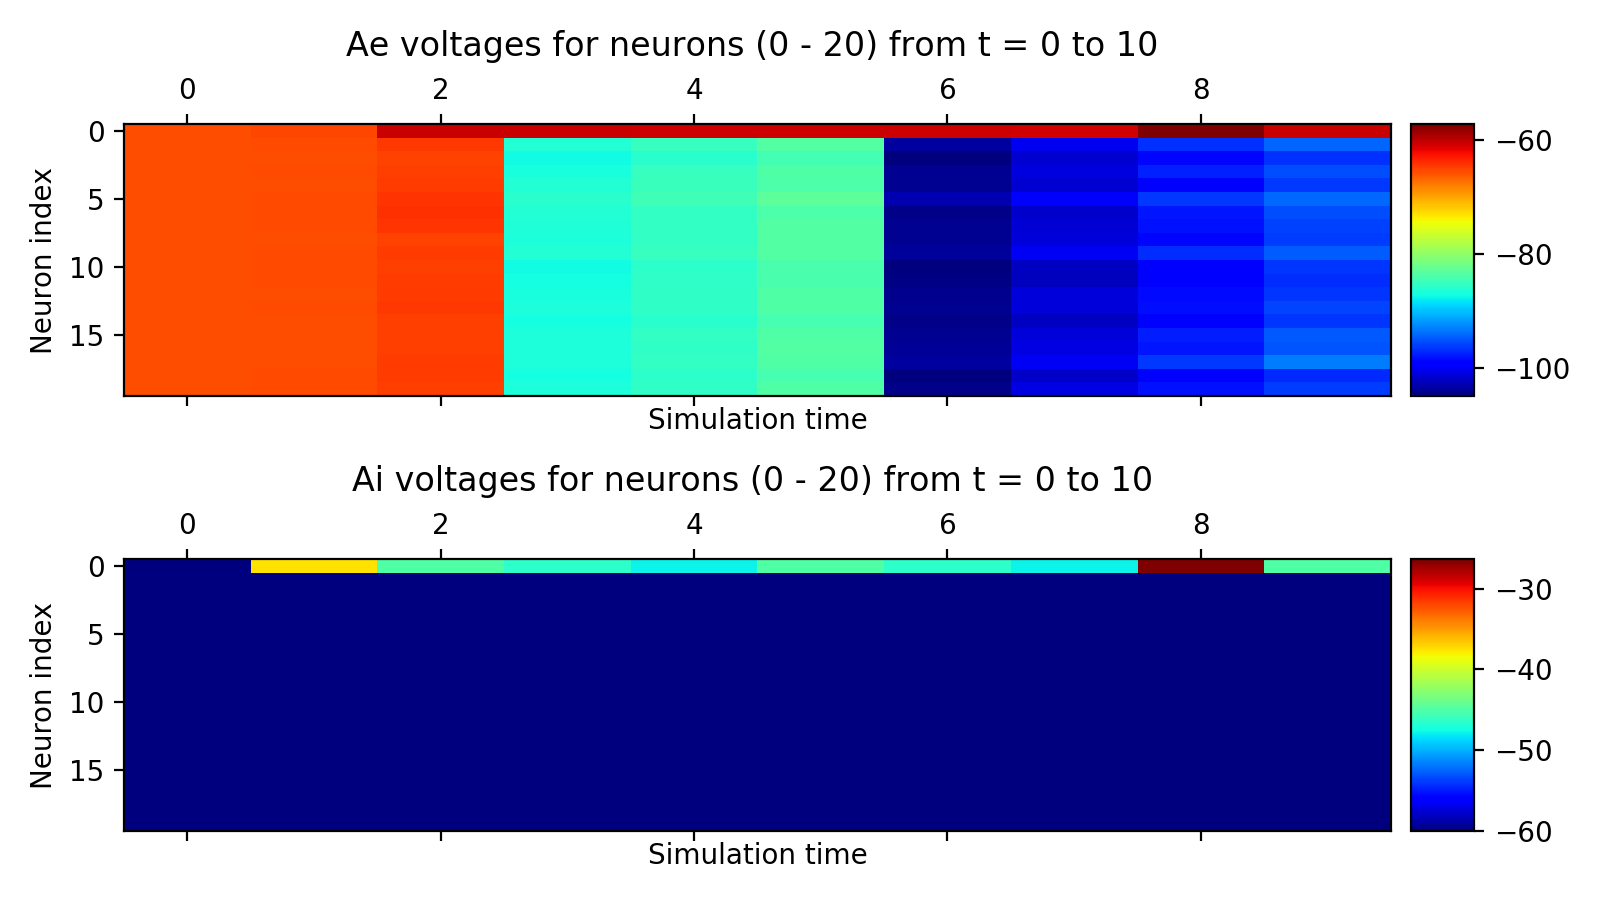 Ae voltages for neurons (0 - 20) from t = 0 to 10
0 2 4 6 8
Neuron index
0
5
10
15
−60
−80
−100
Simulation time
Ai voltages for neurons (0 - 20) from t = 0 to 10
0 2 4 6 8
Neuron index
0
5
10
15
−30
−40
−50
−60
Simulation time